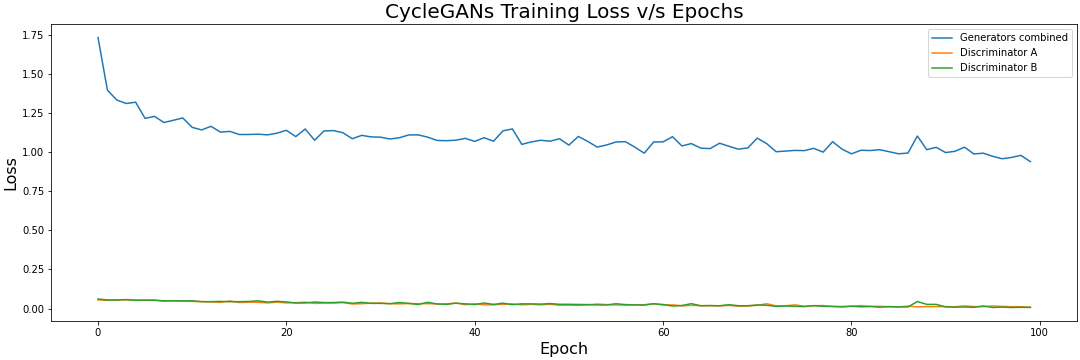 CycleGANs Training Loss v/s Epochs
Generators combined
Discriminator A
Discriminator B
Loss
1.75
1.50
1.25
1.00
0.75
0.50
0.25
0.00
0 20 40 60 80 100
Epoch